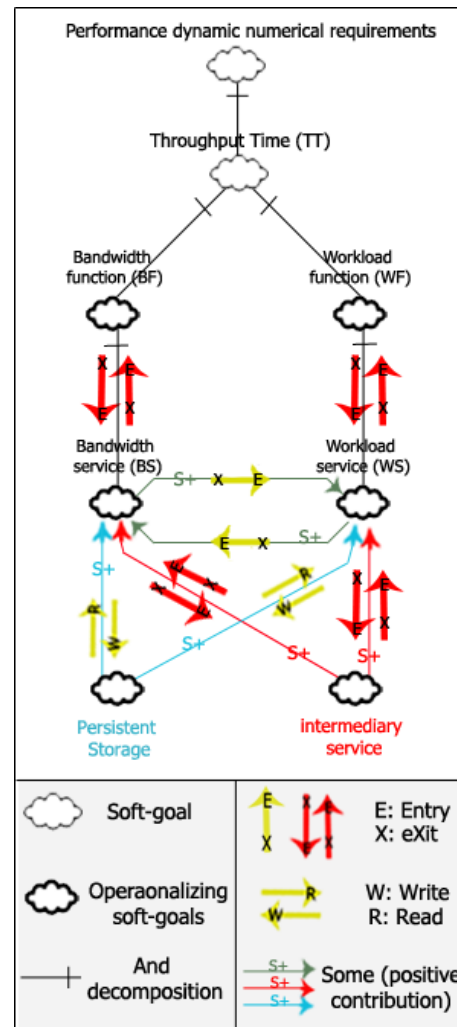 Performance dynamic numerical requirements
Throughput Time (TT)
Bandwidth
function (BF)
Workload
function (WF)
X
E
E
X
X
E
E
X
Bandwidth
service (BS)
Workload
service (WS)
S+
X
E
E
X
S+
S+
R
W
E
X
X
E
R
W
X
E
E
X
S+
S+
S+
Persistent
Storage
intermediary
service
Soft-goal
E
X
X
E
E
X
E: Entry
X: eXit
Operaonalizing
soft-goals
R
W
W: Write
R: Read
And
decomposition
S+
S+
S+
Some (positive
contribution)